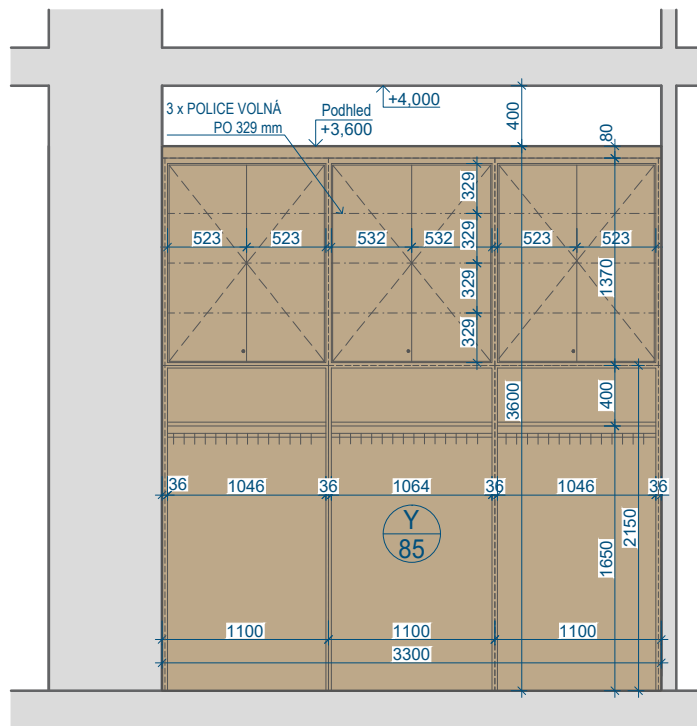 +4,000
400
3 x POLICE VOLNÁ
PO 329 mm
Podhled
+3,600
80
329
523 523 532 532 523 523
329
1370
329
329
3600
400
36 1046 36 1064 36 1046 36
2150
Y
85
1650
1100 1100 1100
3300